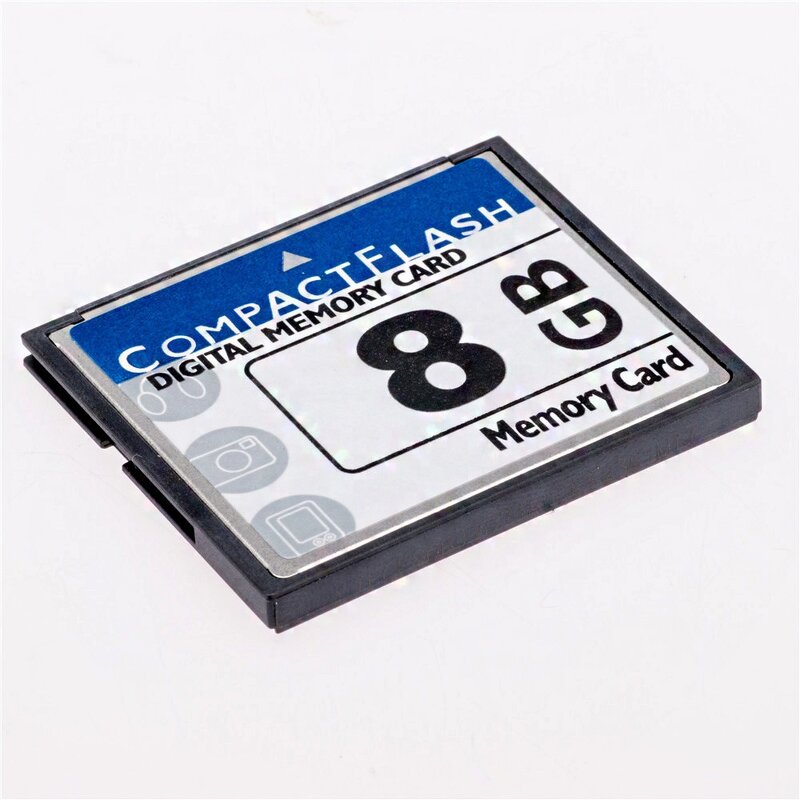 COMPACTFLASH
DIGITAL MEMORY CARD
8
GB
Memory Card